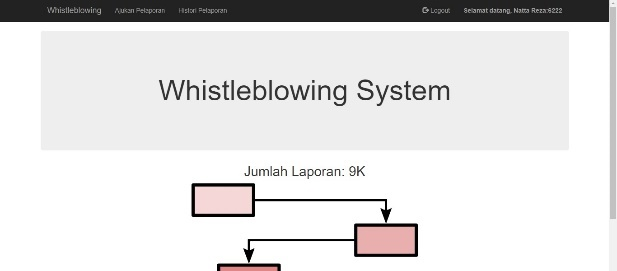 Whistleblowing Ajukan Pelaporan Histori Pelaporan Logout Selamat datang, Natta Reza:6222
Whistleblowing System
Jumlah Laporan: 9K